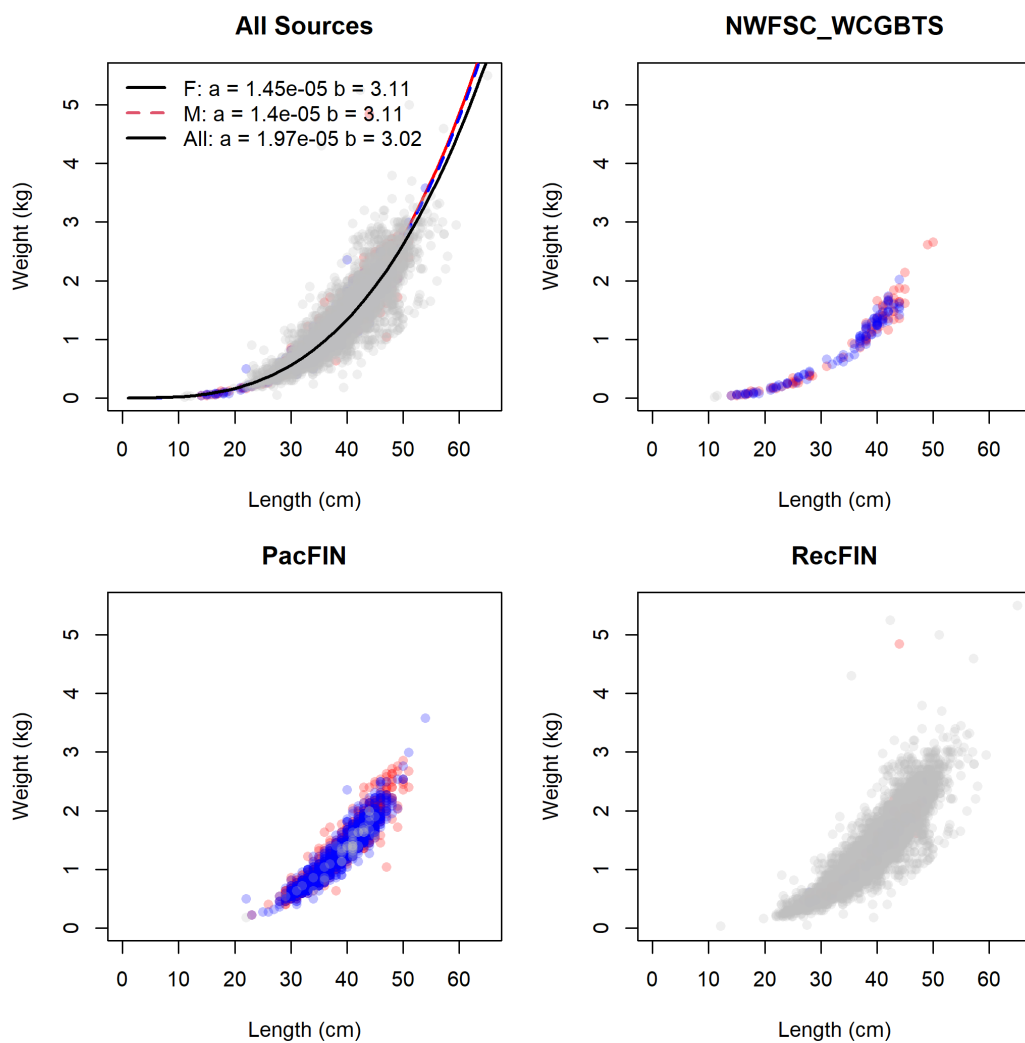 All Sources
F: a = 1.45e-05 b = 3.11
M: a = 1.4e-05 b = 3.11
All: a = 1.97e-05 b = 3.02
Weight (kg)
5
4
3
2
1
0
0 10 20 30 40 50 60
Length (cm)
NWFSC_WCGBTS
Weight (kg)
5
4
3
2
1
0
0 10 20 30 40 50 60
Length (cm)
PacFIN
Weight (kg)
5
4
3
2
1
0
0 10 20 30 40 50 60
Length (cm)
RecFIN
Weight (kg)
5
4
3
2
1
0
0 10 20 30 40 50 60
Length (cm)